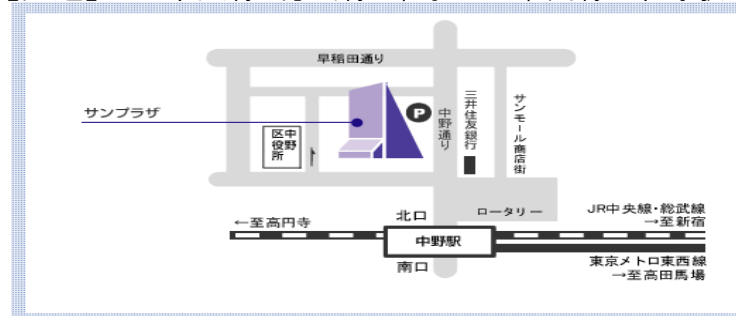 早稲田通り
サンプラザ
P
中野通り
三井住友銀行
サンモール商店街
中野
区役所
ロータリー
北口
JR中央線・総武線
→至新宿
←至高円寺
中野駅
南口
東京メトロ東西線
→至高田馬場